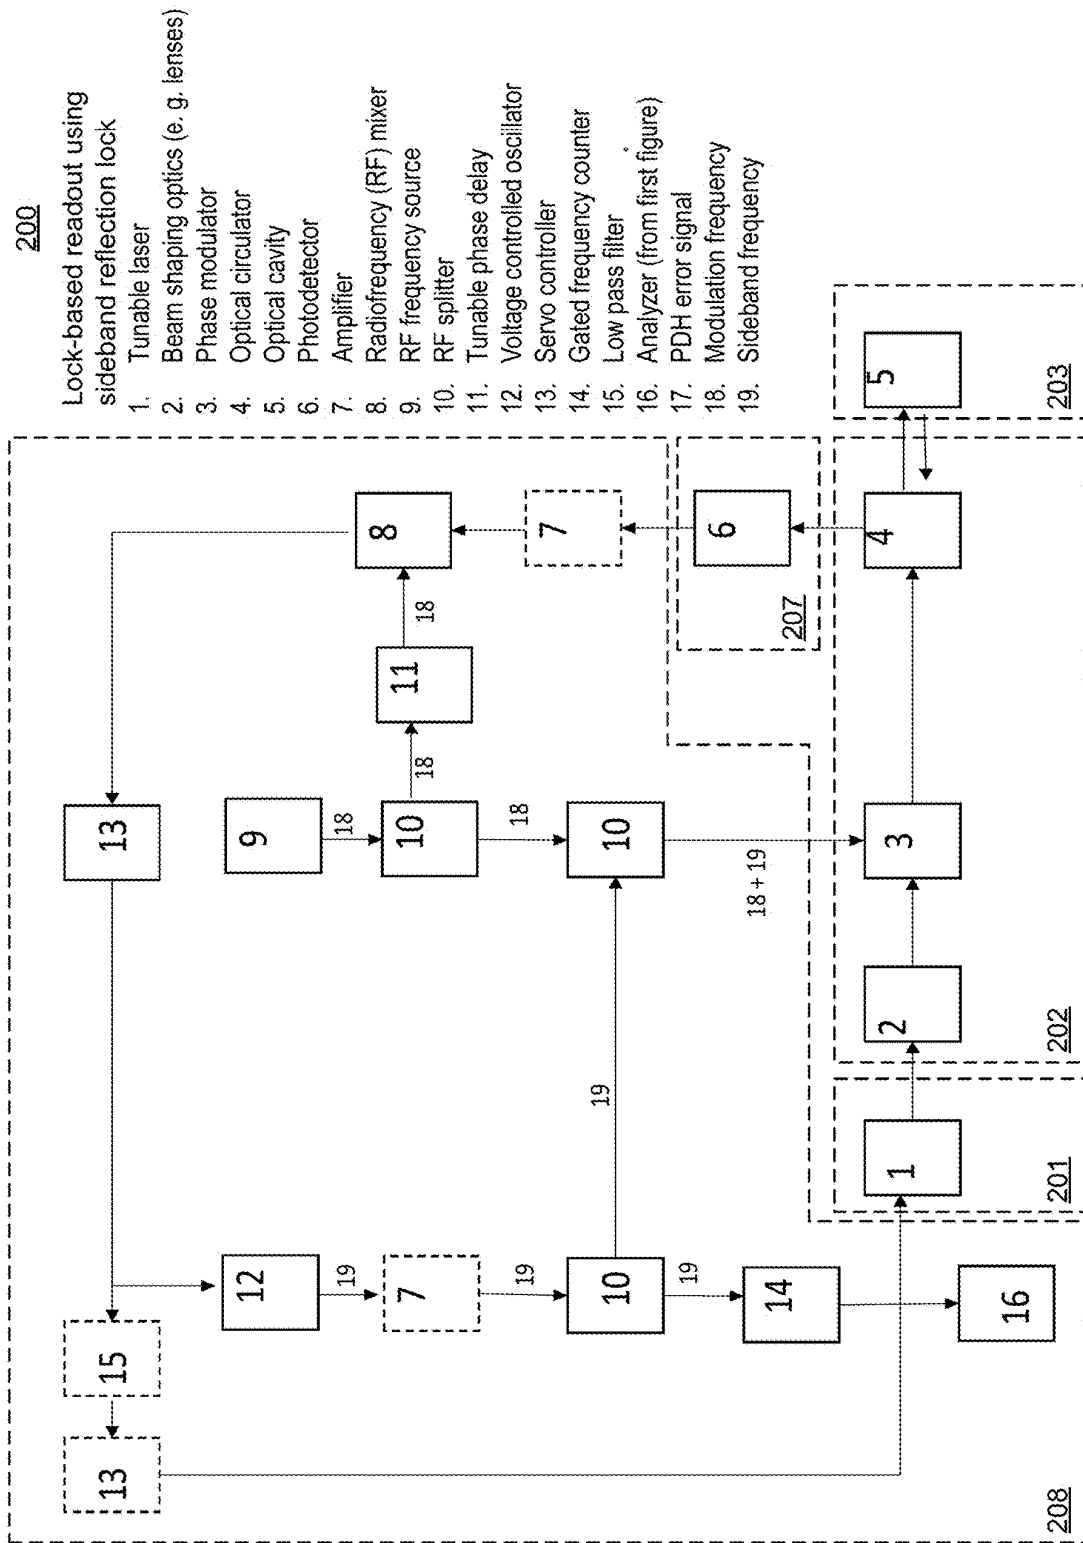 200
Lock-based readout using
sideband reflection lock
1. Tunable laser
2. Beam shaping optics (e. g. lenses)
3. Phase modulator
4. Optical circulator
5. Optical cavity
6. Photodetector
7. Amplifier
8. Radiofrequency (RF) mixer
9. RF frequency source
10. RF splitter
11. Tunable phase delay
12. Voltage controlled oscillator
13. Servo controller
14. Gated frequency counter
15. Low pass filter
16. Analyzer (from first figure)
17. PDH error signal
18. Modulation frequency
19. Sideband frequency
13
15
13
12
19
7
19
10
19
14
16
19
9
18
10
18
18
10
18 + 19
11
18
8
7
6
207
1
201
2
202
3
4
5
203
208